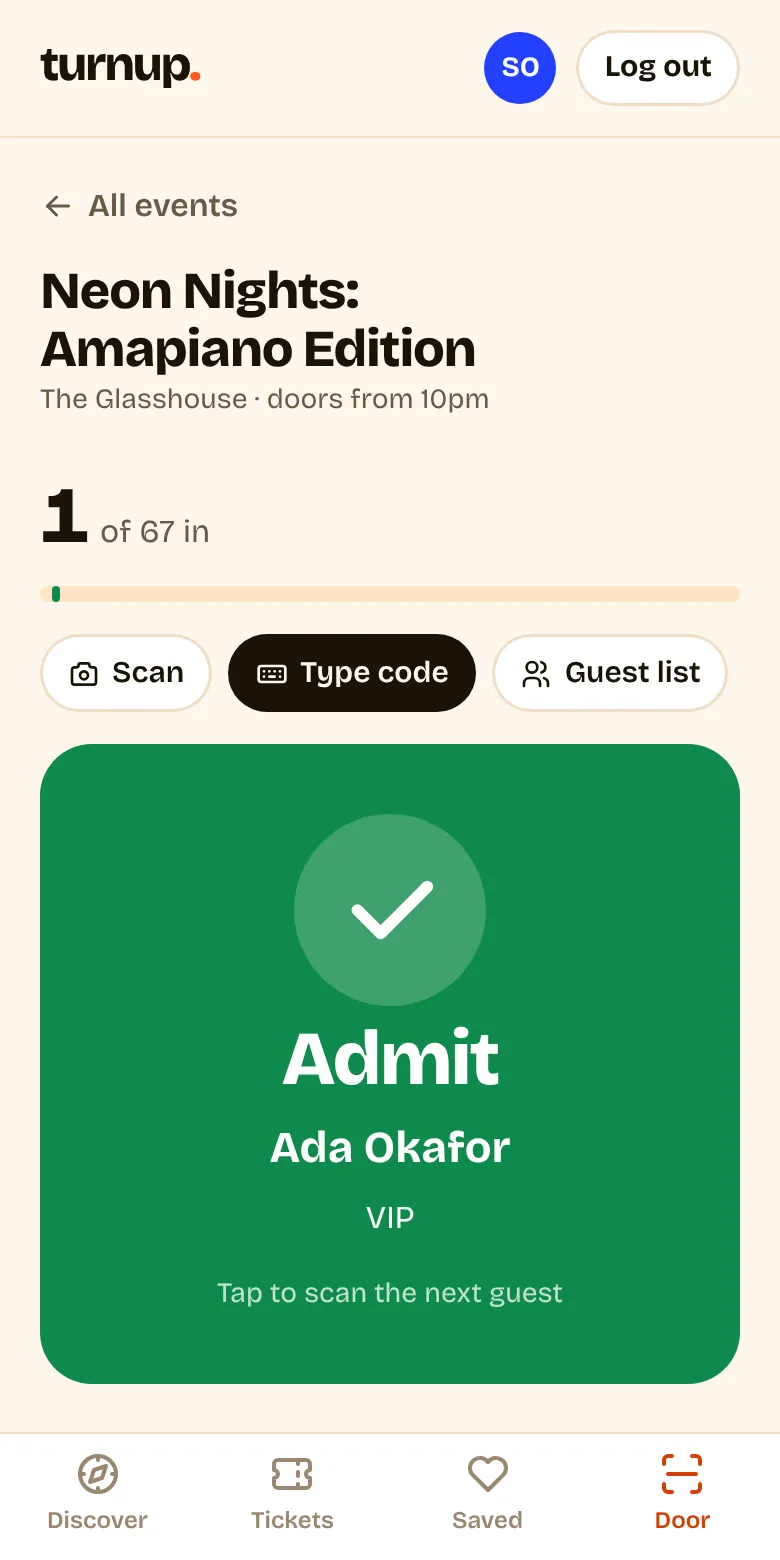 turnup.
SO
Log out
All events
Neon Nights:
Amapiano Edition
The Glasshouse · doors from 10pm
1 of 67 in
Scan
Type code
Guest list
Admit
Ada Okafor
VIP
Tap to scan the next guest
Discover
Tickets
Saved
Door